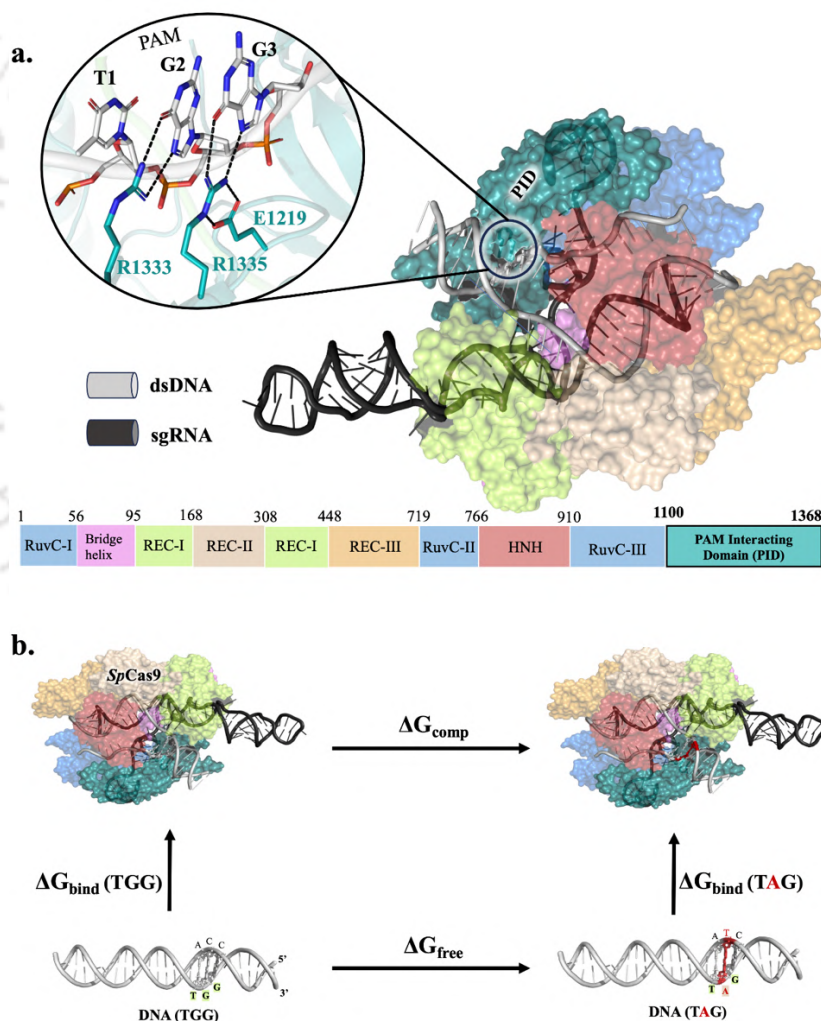 a.
PAM
T1
G2
G3
E1219
R1333
R1335
PID
dsDNA
sgRNA
1 56 95 168 308 448 719 766 910 1100 1368
RuvC-I
Bridge
helix
REC-I
REC-II
REC-I
REC-III
RuvC-II
HNH
RuvC-III
PAM Interacting
Domain (PID)
b.
SpCas9
ΔGcomp
ΔGbind (TGG)
ΔGbind (TAG)
ΔGfree
A C C
5'
T G G
3'
DNA (TGG)
A T C
T A G
DNA (TAG)